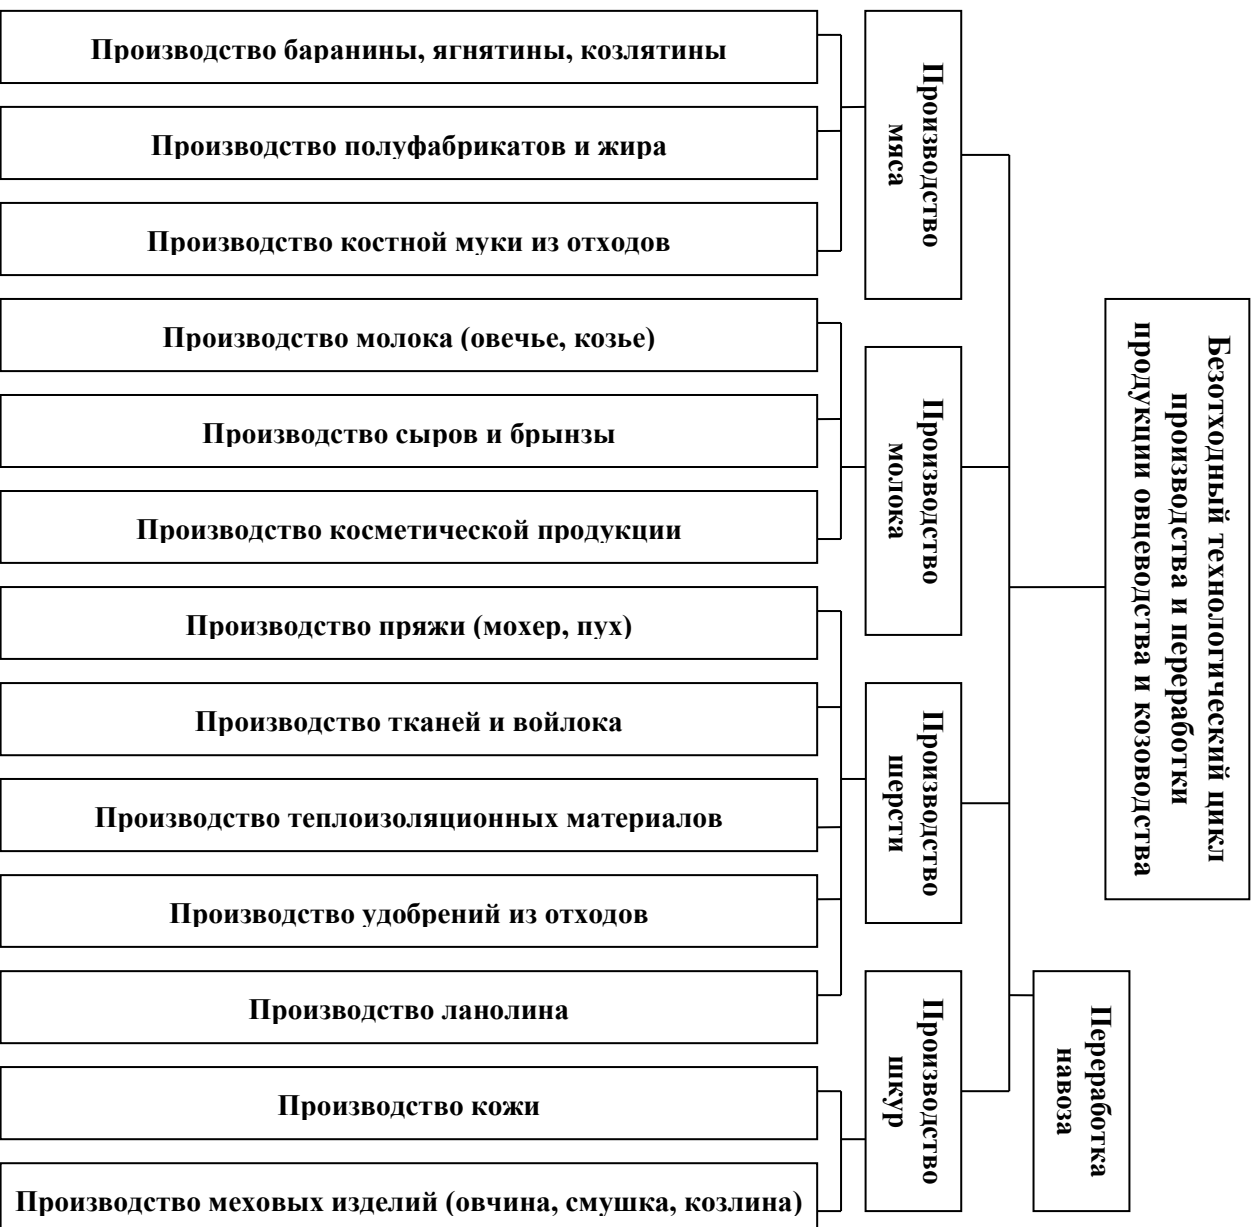 Безотходный технологический цикл
производства и переработки
продукции овцеводства и козоводства
Производство
мяса
Производство баранины, ягнятины, козлятины
Производство полуфабрикатов и жира
Производство костной муки из отходов
Производство
молока
Производство молока (овечье, козье)
Производство сыров и брынзы
Производство косметической продукции
Производство
шерсти
Производство пряжи (мохер, пух)
Производство тканей и войлока
Производство теплоизоляционных материалов
Производство удобрений из отходов
Производство ланолина
Производство
шкур
Производство кожи
Производство меховых изделий (овчина, смушка, козлина)
Переработка
навоза